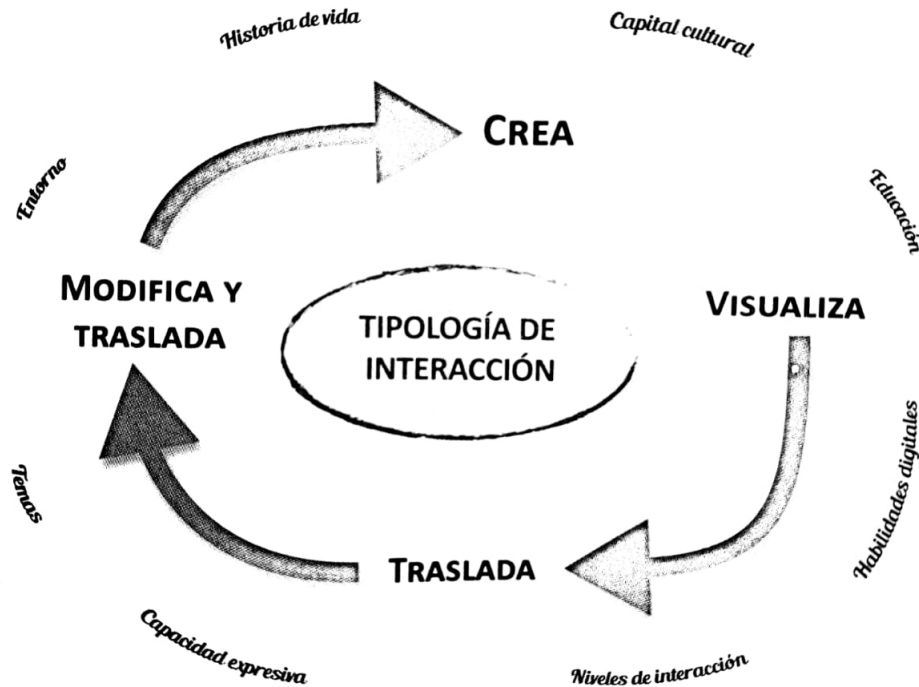 Historia de vida
Capital cultural
CREA
Entorno
Educación
MODIFICA Y
TRASLADA
VISUALIZA
TIPOLOGÍA DE
INTERACCIÓN
Temas
Habilidades digitales
TRASLADA
Capacidad expresiva
Niveles de interacción